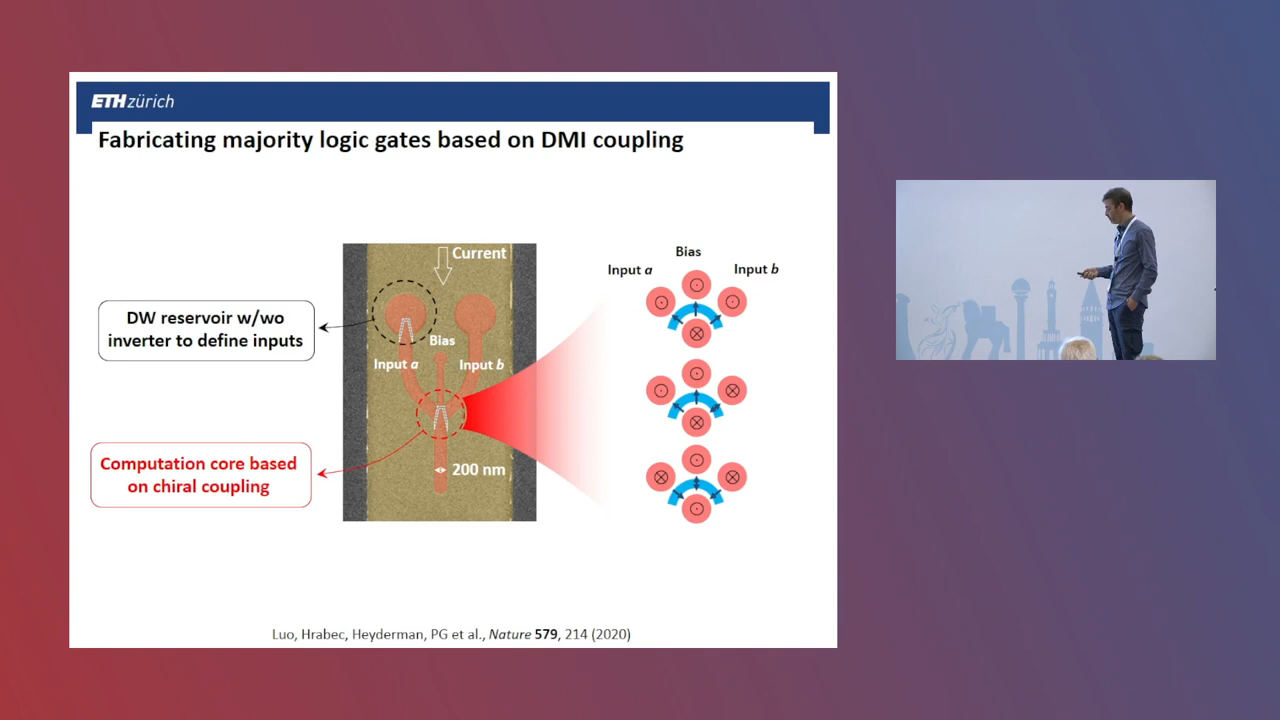 ETH zürich
Fabricating majority logic gates based on DMI coupling
Current
DW reservoir w/wo
inverter to define inputs
Bias
Input a
Input b
Computation core based
on chiral coupling
200 nm
Bias
Input a
Input b
Luo, Hrabec, Heyderman, PG et al., Nature 579, 214 (2020)